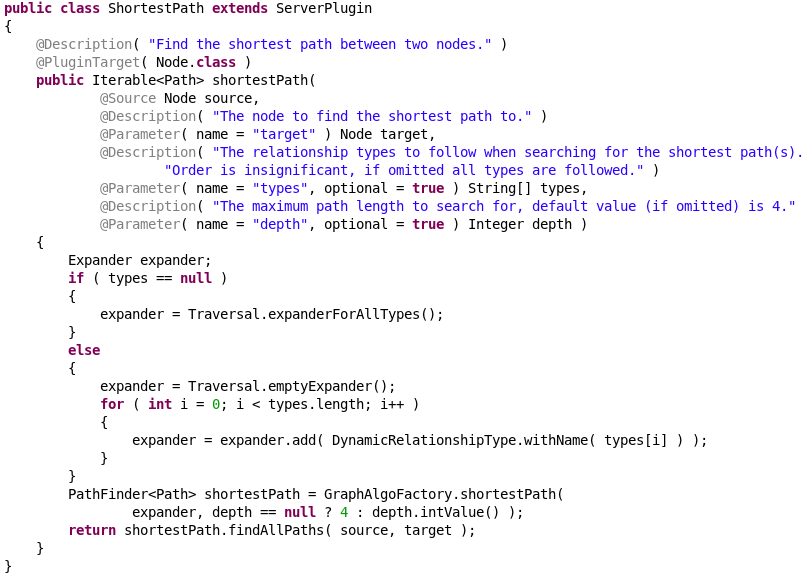 public class ShortestPath extends ServerPlugin
{
    @Description( "Find the shortest path between two nodes." )
    @PluginTarget( Node.class )
    public Iterable<Path> shortestPath(
            @Source Node source,
            @Description( "The node to find the shortest path to." )
            @Parameter( name = "target" ) Node target,
            @Description( "The relationship types to follow when searching for the shortest path(s).
                    "Order is insignificant, if omitted all types are followed." )
            @Parameter( name = "types", optional = true ) String[] types,
            @Description( "The maximum path length to search for, default value (if omitted) is 4."
            @Parameter( name = "depth", optional = true ) Integer depth )
    {
        Expander expander;
        if ( types == null )
        {
            expander = Traversal.expanderForAllTypes();
        }
        else
        {
            expander = Traversal.emptyExpander();
            for ( int i = 0; i < types.length; i++ )
            {
                expander = expander.add( DynamicRelationshipType.withName( types[i] ) );
            }
        }
        PathFinder<Path> shortestPath = GraphAlgoFactory.shortestPath(
                expander, depth == null ? 4 : depth.intValue() );
        return shortestPath.findAllPaths( source, target );
    }
}